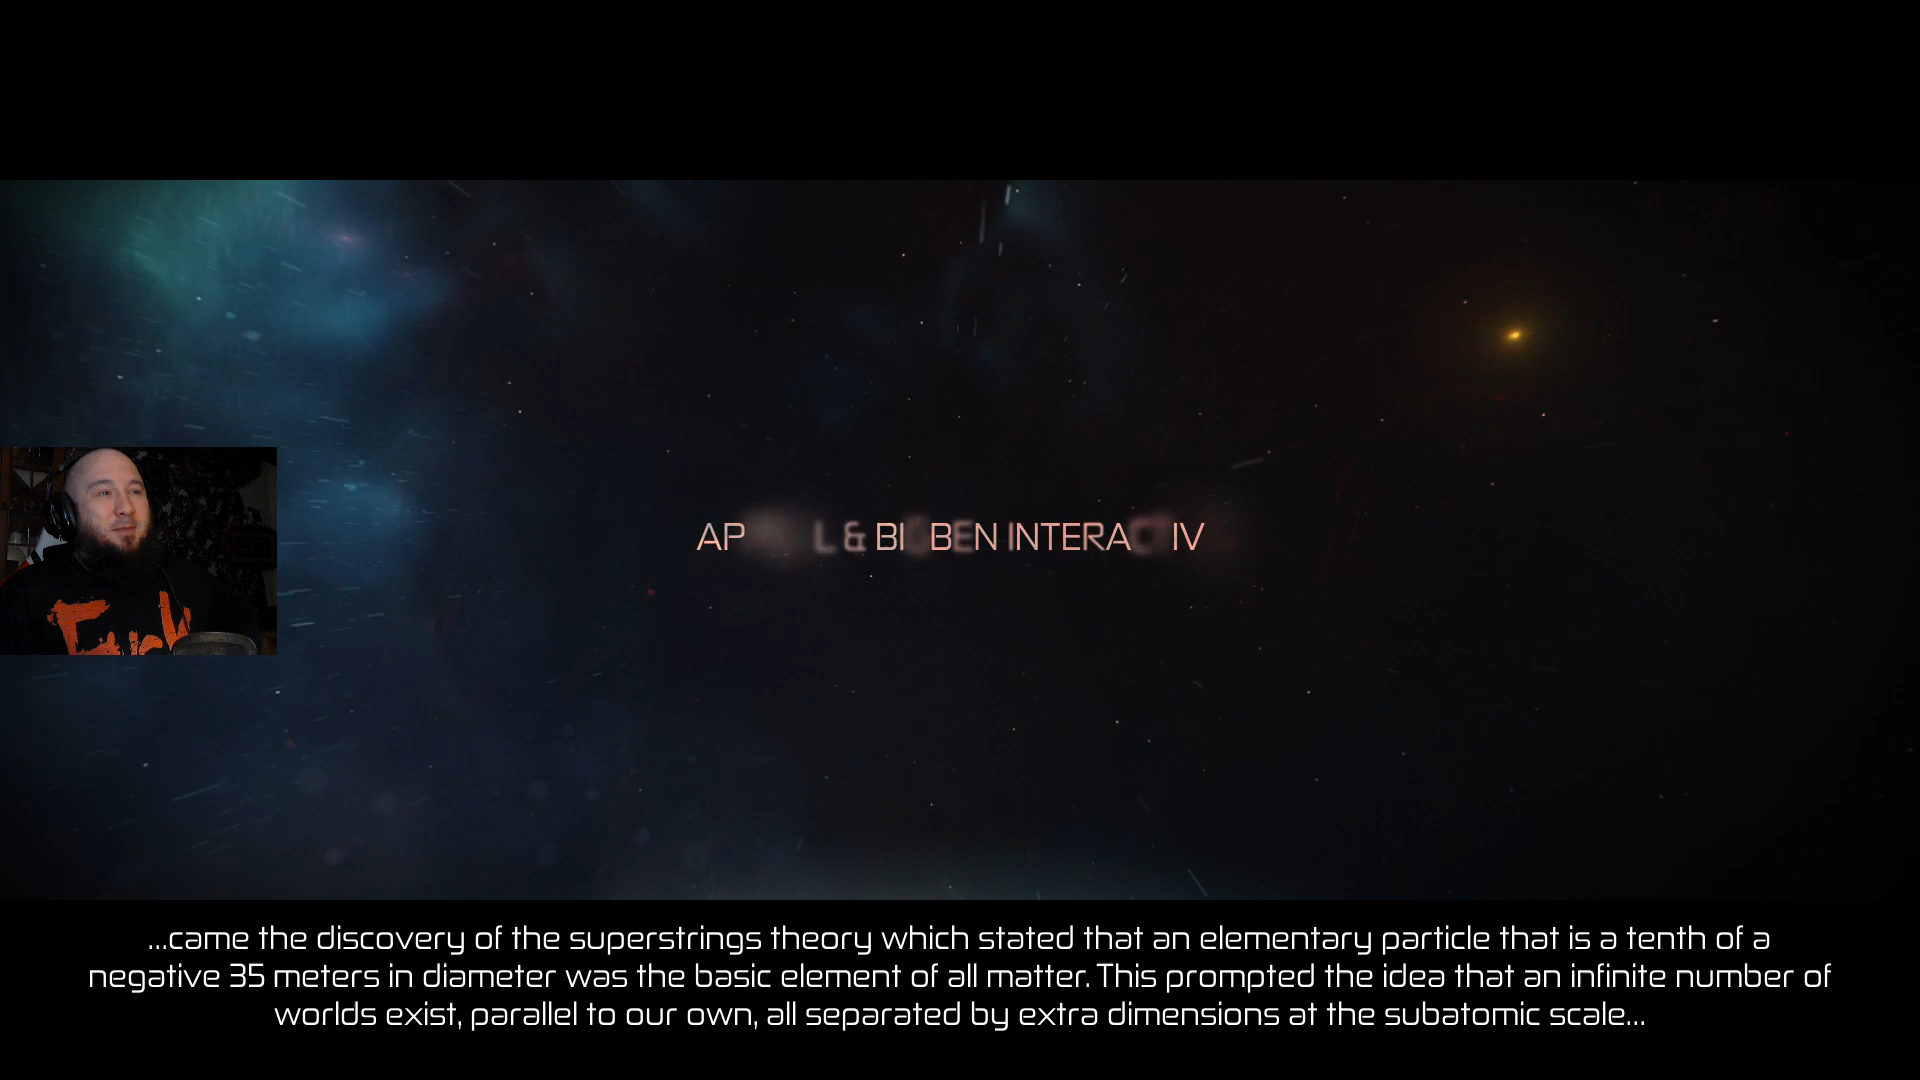 AP L & BI BEN INTERA IV
Fuck
...came the discovery of the superstrings theory which stated that an elementary particle that is a tenth of a
negative 35 meters in diameter was the basic element of all matter. This prompted the idea that an infinite number of
worlds exist, parallel to our own, all separated by extra dimensions at the subatomic scale...